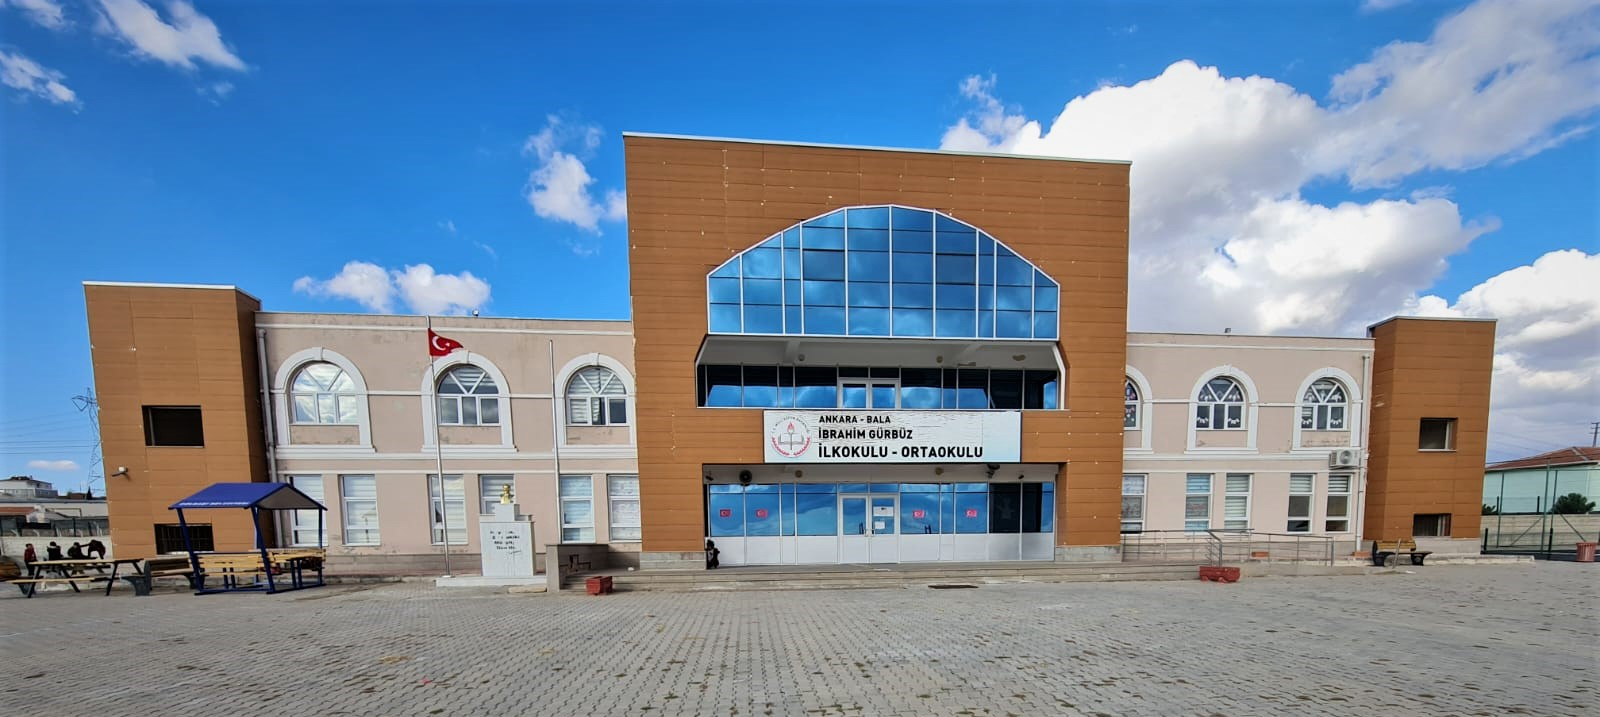 ANKARA - BALA
İBRAHİM GÜRBÜZ
İLKOKULU - ORTAOKULU